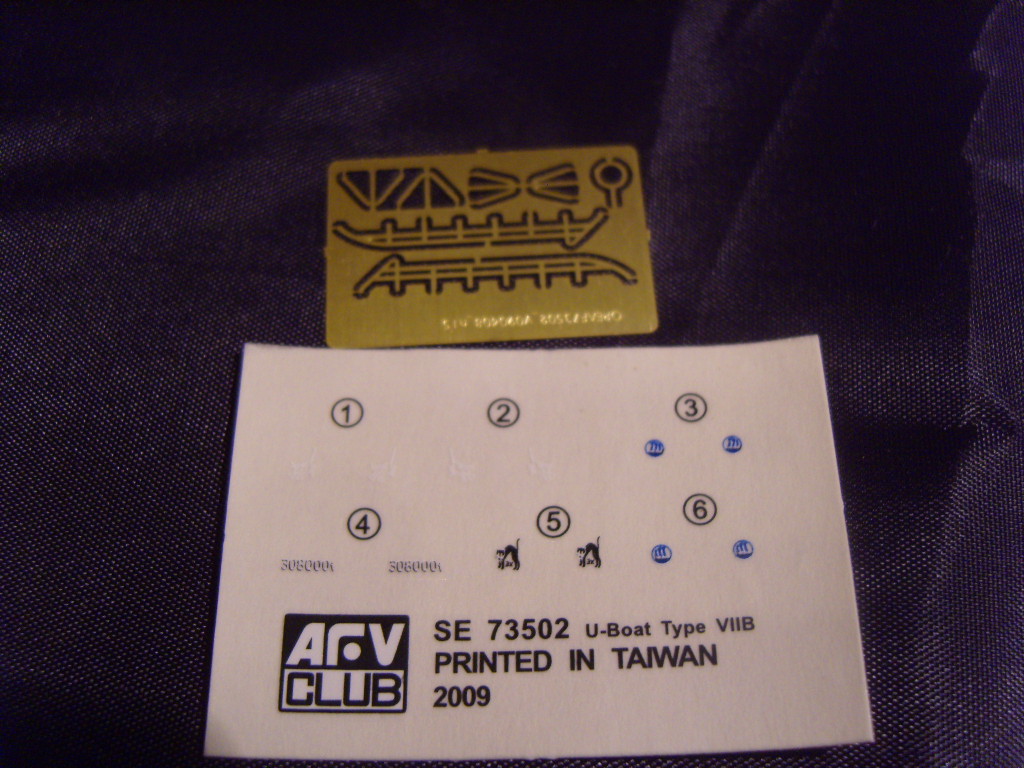 ① ② ③
④ ⑤ ⑥
AFV
CLUB
SE 73502 U-Boat Type VIIB
PRINTED IN TAIWAN
2009